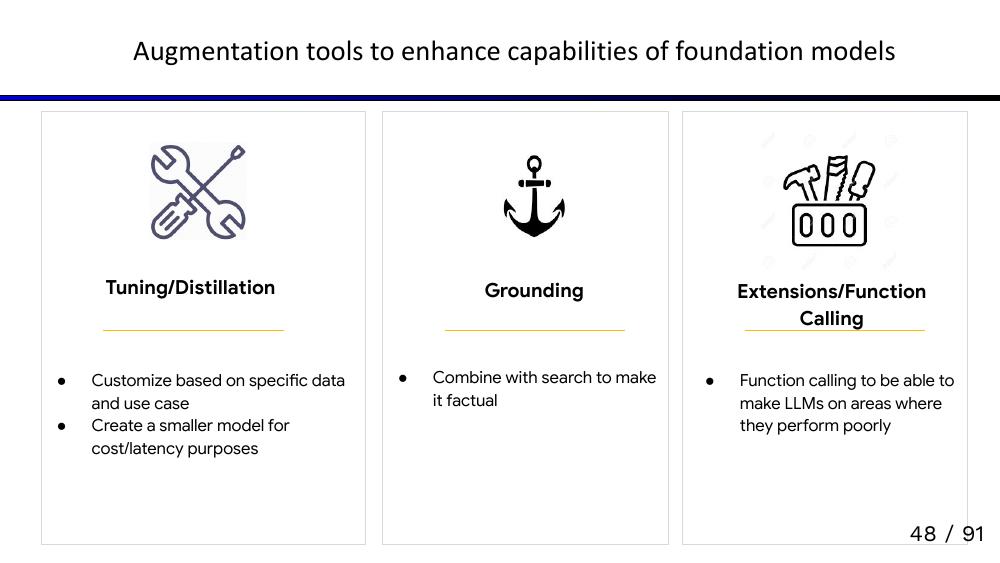 Augmentation tools to enhance capabilities of foundation models
Tuning/Distillation
● Customize based on specific data
and use case
● Create a smaller model for
cost/latency purposes
Grounding
● Combine with search to make
it factual
Extensions/Function
Calling
● Function calling to be able to
make LLMs on areas where
they perform poorly
48 / 91